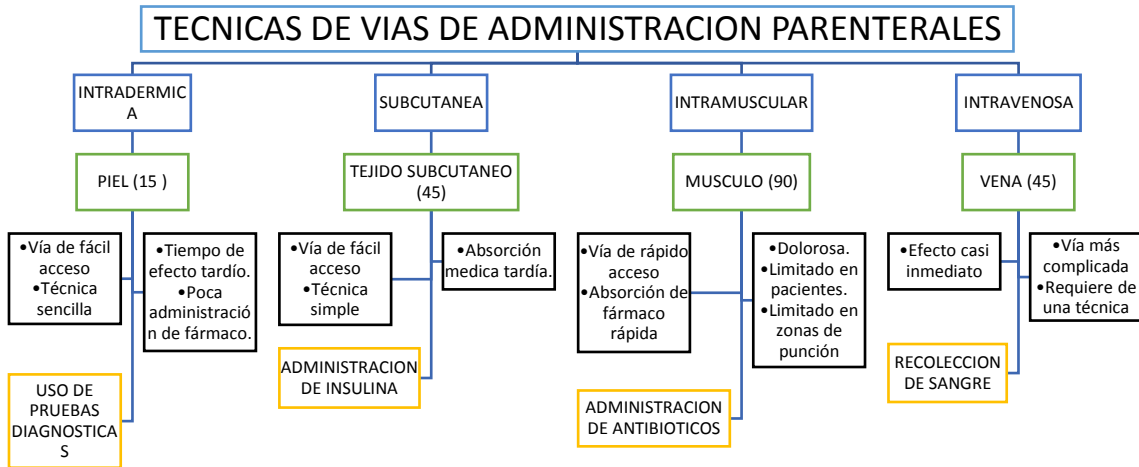 TECNICAS DE VIAS DE ADMINISTRACION PARENTERALES
INTRADERMIC
A
SUBCUTANEA
INTRAMUSCULAR
INTRAVENOSA
PIEL (15 )
TEJIDO SUBCUTANEO
(45)
MUSCULO (90)
VENA (45)
•Vía de fácil
acceso
•Técnica
sencilla
•Tiempo de
efecto tardío.
•Poca
administració
n de fármaco.
•Vía de fácil
acceso
•Técnica
simple
•Absorción
medica tardía.
•Vía de rápido
acceso
•Absorción de
fármaco
rápida
•Dolorosa.
•Limitado en
pacientes.
•Limitado en
zonas de
punción
•Efecto casi
inmediato
•Vía más
complicada
•Requiere de
una técnica
USO DE
PRUEBAS
DIAGNOSTICA
S
ADMINISTRACION
DE INSULINA
ADMINISTRACION
DE ANTIBIOTICOS
RECOLECCION
DE SANGRE